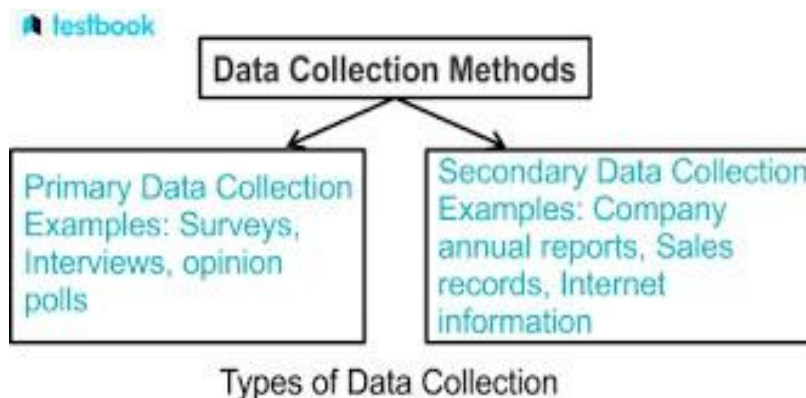 testbook
Data Collection Methods
Primary Data Collection
Examples: Surveys,
Interviews, opinion
polls
Secondary Data Collection
Examples: Company
annual reports, Sales
records, Internet
information
Types of Data Collection